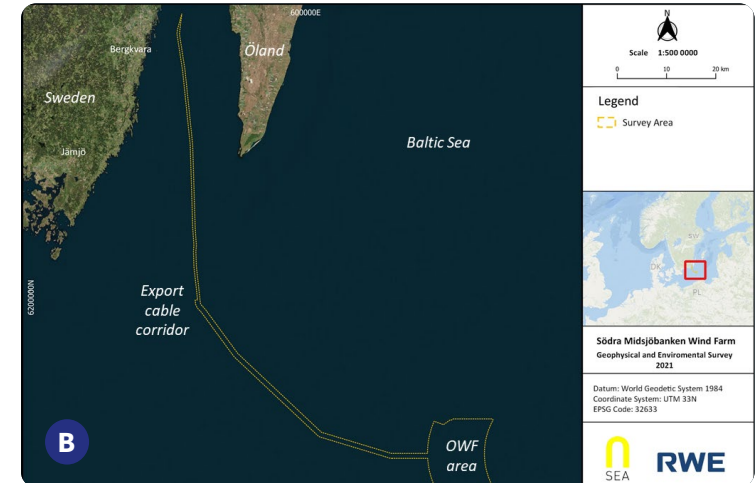 600000E
Bergkvara
Öland
Sweden
Baltic Sea
Jämjö
6200000N
Export
cable
corridor
OWF
area
B
N
Scale 1:500 0000
0 10 20 km
Legend
Survey Area
SW
DK
PL
Södra Midsjöbanken Wind Farm
Geophysical and Enviromental Survey
2021
Datum: World Geodetic System 1984
Coordinate System: UTM 33N
EPSG Code: 32633
SEA
RWE